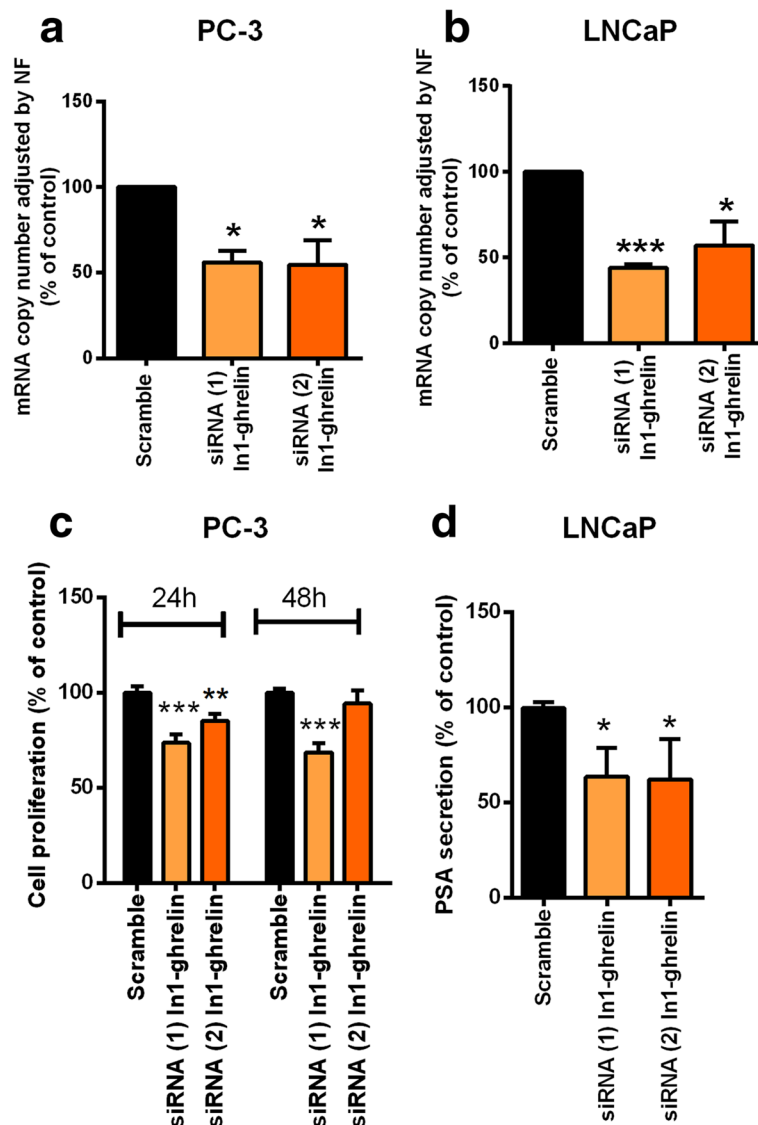 a
PC-3
mRNA copy number adjusted by NF
(% of control)
150
100
50
0
*
*
Scramble
siRNA (1)
In1-ghrelin
siRNA (2)
In1-ghrelin
b
LNCaP
mRNA copy number adjusted by NF
(% of control)
150
100
50
0
***
*
Scramble
siRNA (1)
In1-ghrelin
siRNA (2)
In1-ghrelin
c
PC-3
Cell proliferation (% of control)
150
100
50
0
24h
48h
***
**
***
Scramble
siRNA (1) In1-ghrelin
siRNA (2) In1-ghrelin
Scramble
siRNA (1) In1-ghrelin
siRNA (2) In1-ghrelin
d
LNCaP
PSA secretion (% of control)
150
100
50
0
*
*
Scramble
siRNA (1) In1-ghrelin
siRNA (2) In1-ghrelin